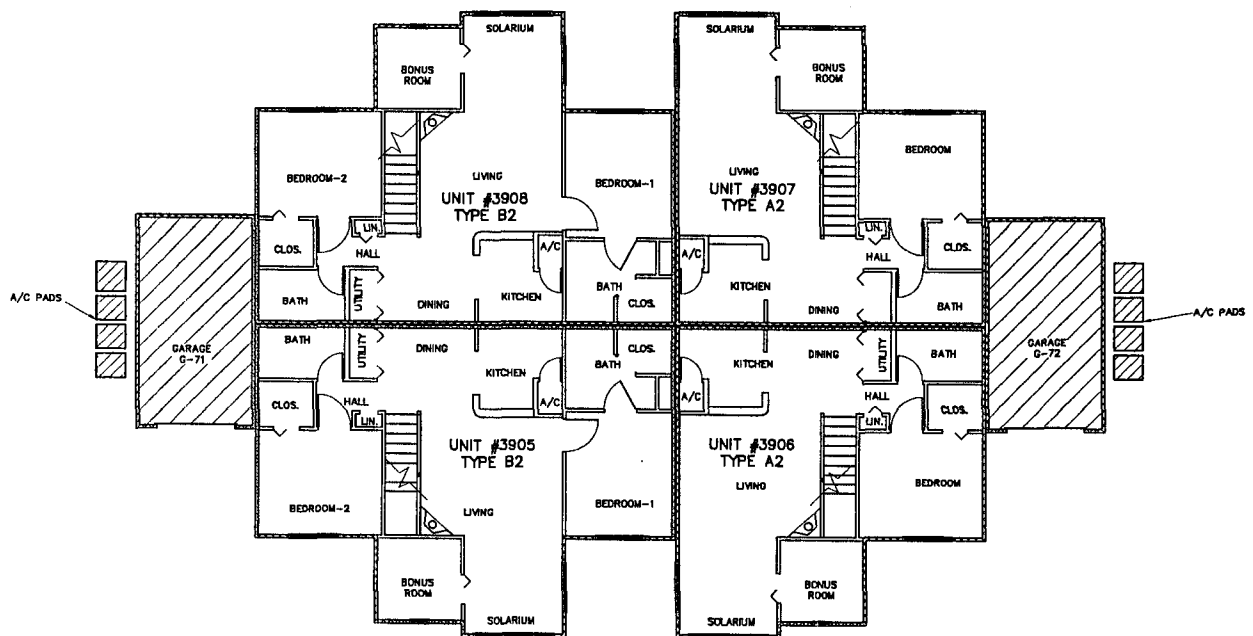 SOLARIUM
SOLARIUM
BONUS
ROOM
BONUS
ROOM
BEDROOM
BEDROOM-2
LIVING
BEDROOM-1
LIVING
UNIT #3908
TYPE B2
UNIT #3907
TYPE A2
LIN.
LIN.
CLOS.
HALL
A/C
A/C
HALL
CLOS.
A/C PADS
BATH
UTILITY
DINING
KITCHEN
BATH
CLOS.
KITCHEN
DINING
UTILITY
BATH
A/C PADS
GARAGE
G-71
BATH
UTILITY
DINING
KITCHEN
BATH
CLOS.
KITCHEN
DINING
UTILITY
BATH
GARAGE
G-72
CLOS.
HALL
LIN.
A/C
A/C
HALL
LIN.
CLOS.
UNIT #3905
TYPE B2
UNIT #3906
TYPE A2
BEDROOM-2
LIVING
BEDROOM-1
LIVING
BEDROOM
BONUS
ROOM
BONUS
ROOM
SOLARIUM
SOLARIUM